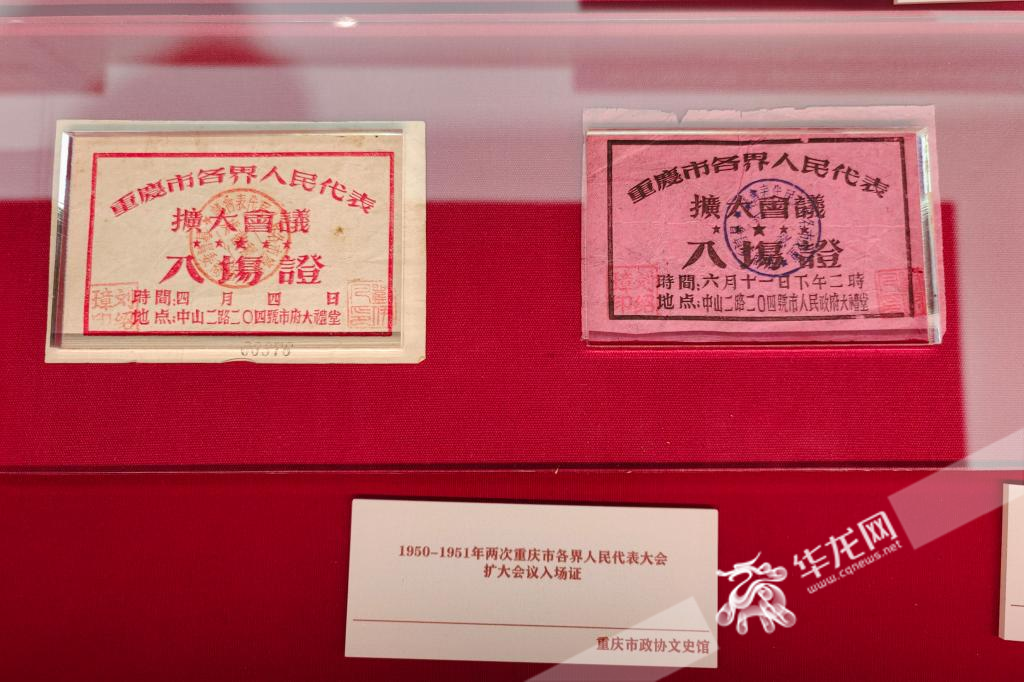 重慶市各界人民代表
擴大會議
入場證
時間:四月四日
地点:中山二路二〇四號市府大禮堂
00378
重慶市各界人民代表
擴大會議
入場證
時間:六月十一日下午二時
地点:中山二路二〇四號市人民政府大禮堂
1950-1951年两次重庆市各界人民代表大会
扩大会议入场证
重庆市政协文史馆
华龙网
www.cqnews.net